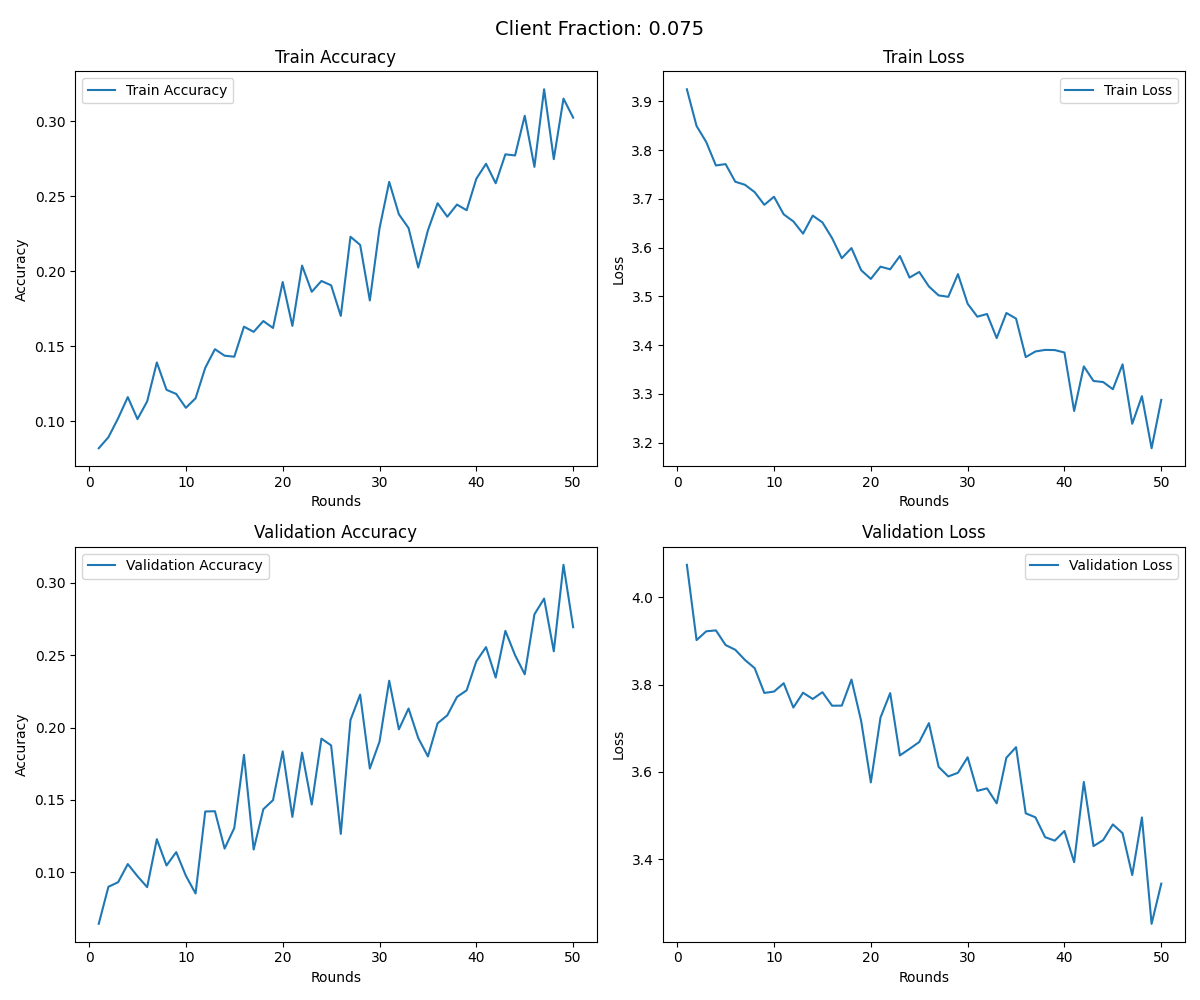 Client Fraction: 0.075
Train Accuracy
Train Accuracy
0.30
0.25
0.20
0.15
0.10
Accuracy
0 10 20 30 40 50
Rounds
Train Loss
Train Loss
3.9
3.8
3.7
3.6
3.5
3.4
3.3
3.2
Loss
0 10 20 30 40 50
Rounds
Validation Accuracy
Validation Accuracy
0.30
0.25
0.20
0.15
0.10
Accuracy
0 10 20 30 40 50
Rounds
Validation Loss
Validation Loss
4.0
3.8
3.6
3.4
Loss
0 10 20 30 40 50
Rounds